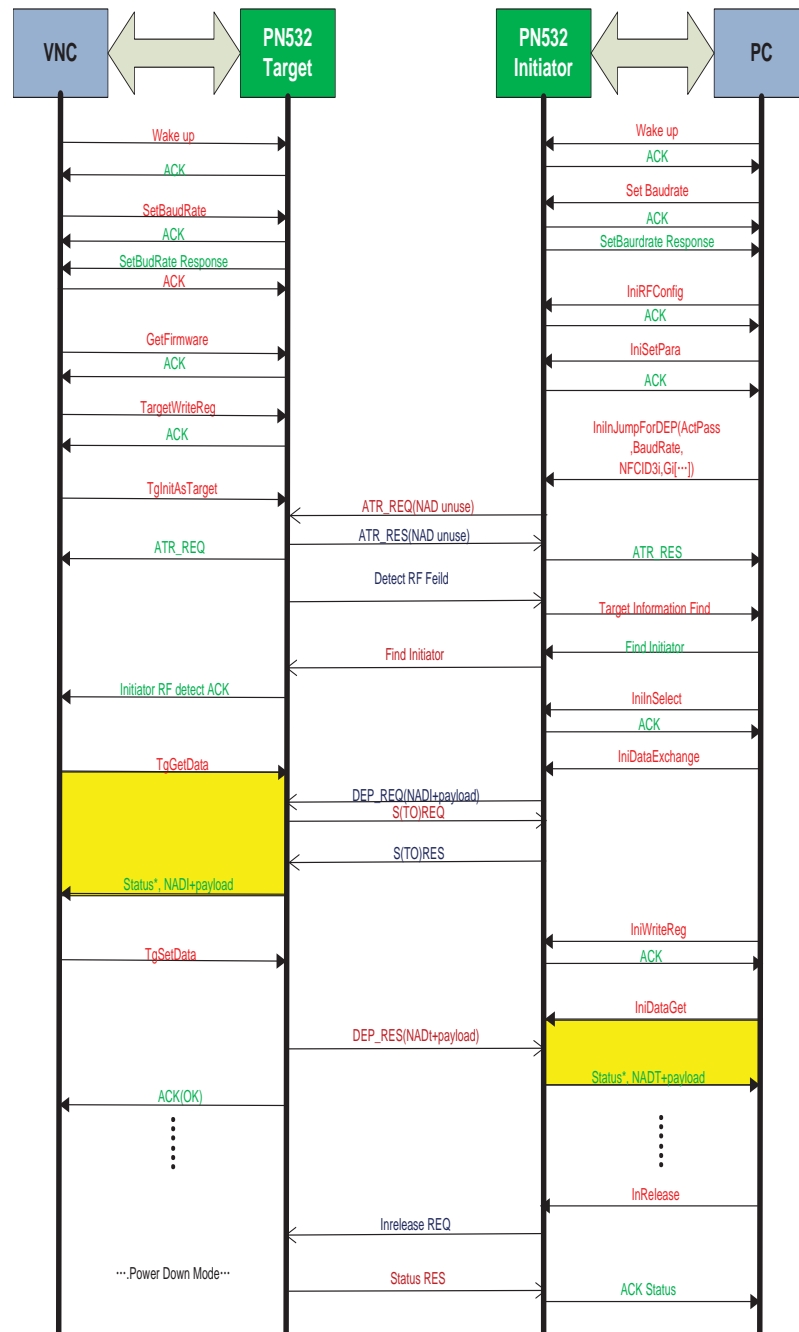 VNC
PN532
Target
PN532
Initiator
PC
Wake up
Wake up
ACK
ACK
Set Baudrate
SetBaudRate
ACK
ACK
SetBaurdrate Response
SetBudRate Response
ACK
IniRFConfig
ACK
GetFirmware
IniSetPara
ACK
ACK
TargetWriteReg
IniInJumpForDEP(ActPass
,BaudRate,
NFCID3i,Gi[⋯])
ACK
TgInitAsTarget
ATR_REQ(NAD unuse)
ATR_RES(NAD unuse)
ATR_REQ
ATR_RES
Detect RF Feild
Target Information Find
Find Initiator
Find Initiator
Initiator RF detect ACK
IniInSelect
ACK
TgGetData
IniDataExchange
DEP_REQ(NADI+payload)
S(TO)REQ
S(TO)RES
Status*, NADI+payload
IniWriteReg
TgSetData
ACK
IniDataGet
DEP_RES(NADt+payload)
Status*, NADT+payload
ACK(OK)
InRelease
Inrelease REQ
⋯.Power Down Mode⋯
Status RES
ACK Status